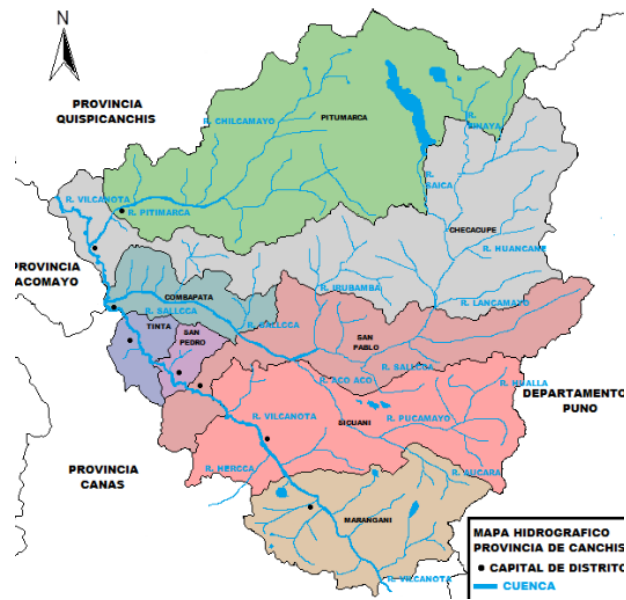 N
PROVINCIA
QUISPICANCHIS
R. CHILCAMAYO
PITUMARCA
R.
PINAYA
R. VILCANOTA
R. PITIMARCA
R.
SAICA
CHECACUPE
R. HUANCANE
PROVINCIA
ACOMAYO
R. IRUBAMBA
R. LANCAMAYO
COMBAPATA
R. SALLCCA
R. SALLCCA
TINTA
SAN
PEDRO
SAN
PABLO
R. SALLCCA
R. ACO ACO
R. HUALLA
DEPARTAMENTO
PUNO
R. VILCANOTA
SICUANI
R. PUCAMAYO
PROVINCIA
CANAS
R. HERCCA
R. AUCARA
MARANGANI
R. VILCANOTA
MAPA HIDROGRAFICO
PROVINCIA DE CANCHIS
CAPITAL DE DISTRITO
CUENCA